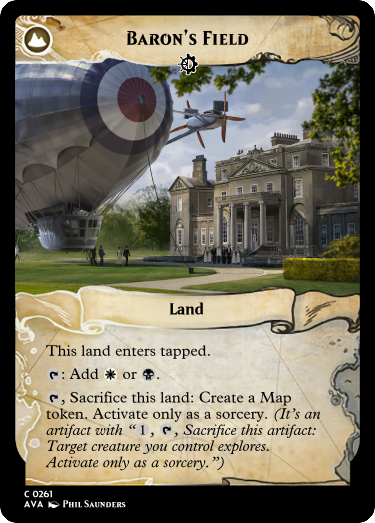 BARON'S FIELD
Land
This land enters tapped.
: Add or .
, Sacrifice this land: Create a Map
token. Activate only as a sorcery. (It's an
artifact with “1, , Sacrifice this artifact:
Target creature you control explores.
Activate only as a sorcery.”)
C 0261
AVA PHIL SAUNDERS